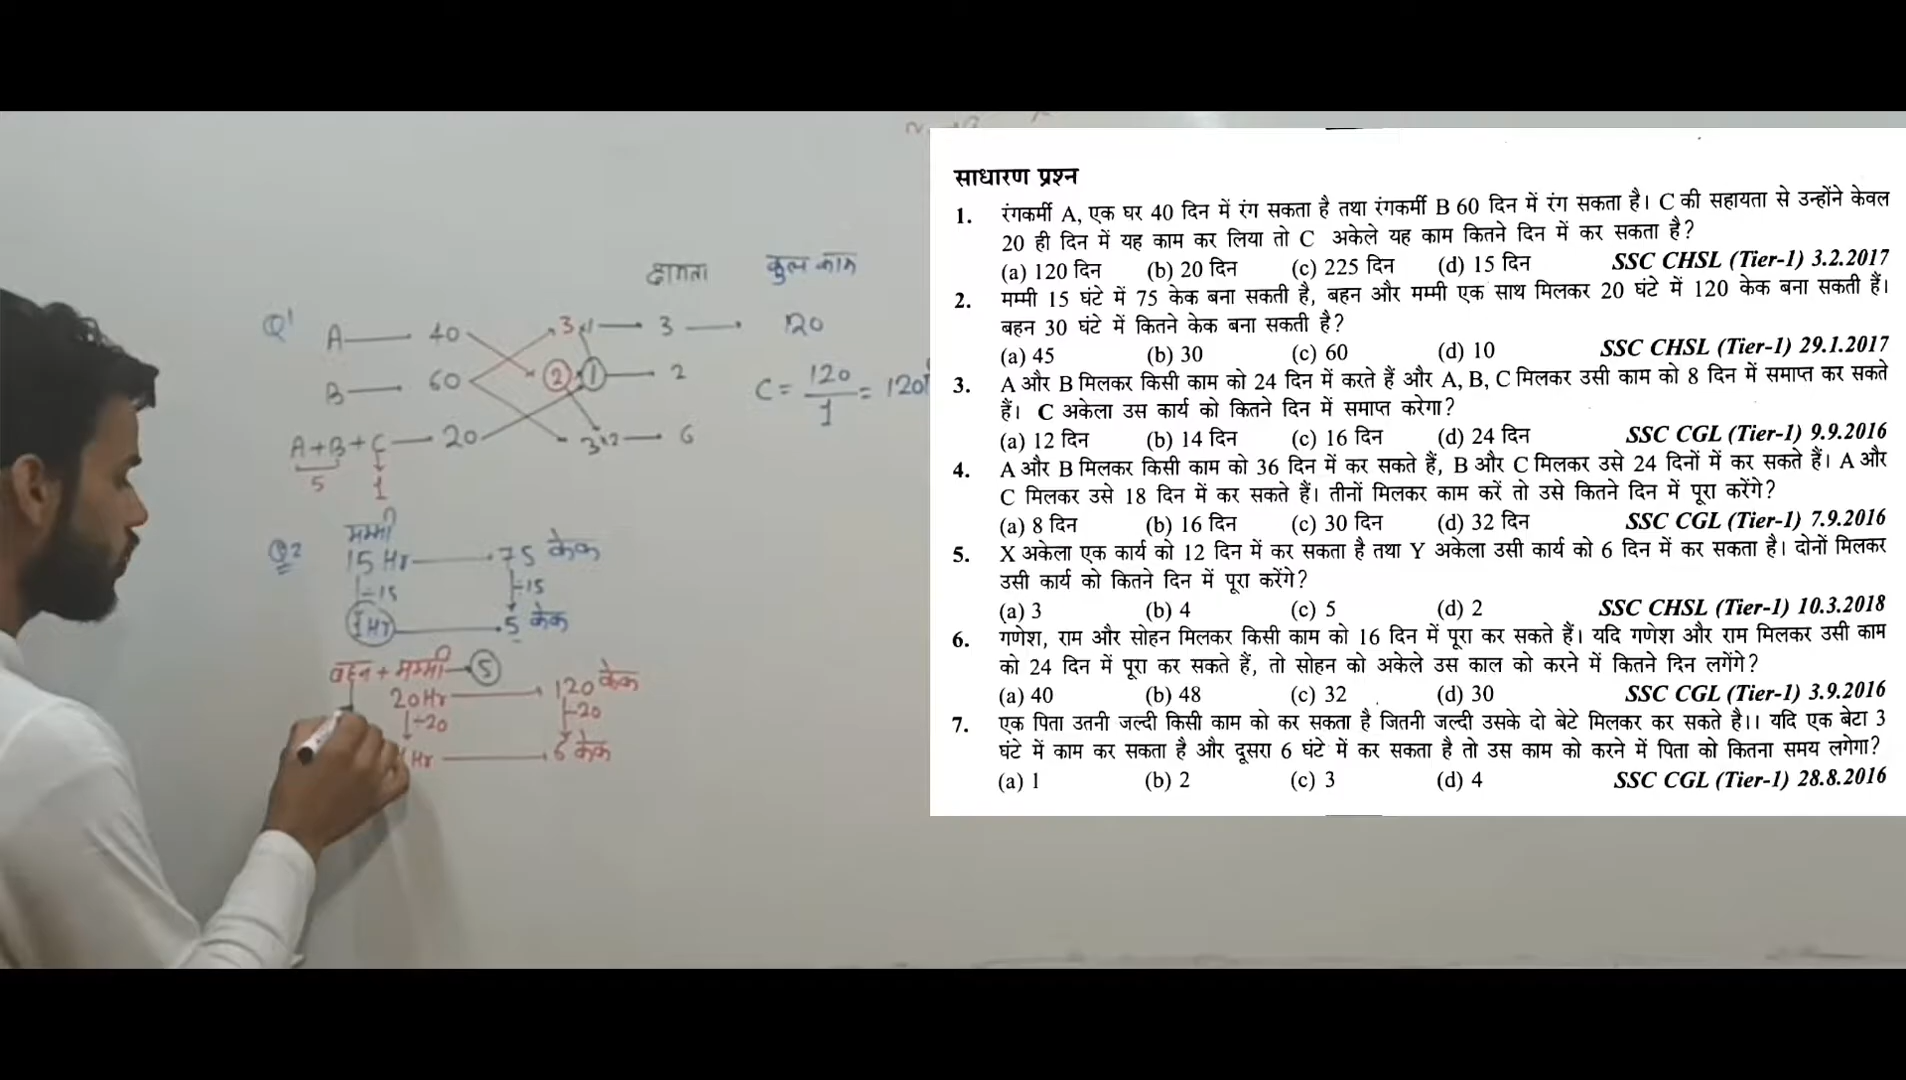 क्षमता कुल काम
Q1
A 40 3 1 3 120
B 60 2 1 2
C = 120/1 = 120
A+B+C 20 3×2 6
5 1
मम्मी
Q2 15 Hr 75 केक
÷15 ÷15
1 Hr 5 केक
बहन + मम्मी 5
20 Hr 120 केक
÷20 ÷20
Hr 6 केक
साधारण प्रश्न
1. रंगकर्मी A, एक घर 40 दिन में रंग सकता है तथा रंगकर्मी B 60 दिन में रंग सकता है। C की सहायता से उन्होंने केवल
20 ही दिन में यह काम कर लिया तो C अकेले यह काम कितने दिन में कर सकता है?
(a) 120 दिन (b) 20 दिन (c) 225 दिन (d) 15 दिन SSC CHSL (Tier-1) 3.2.2017
2. मम्मी 15 घंटे में 75 केक बना सकती है, बहन और मम्मी एक साथ मिलकर 20 घंटे में 120 केक बना सकती हैं।
बहन 30 घंटे में कितने केक बना सकती है?
(a) 45 (b) 30 (c) 60 (d) 10 SSC CHSL (Tier-1) 29.1.2017
3. A और B मिलकर किसी काम को 24 दिन में करते हैं और A, B, C मिलकर उसी काम को 8 दिन में समाप्त कर सकते
हैं। C अकेला उस कार्य को कितने दिन में समाप्त करेगा?
(a) 12 दिन (b) 14 दिन (c) 16 दिन (d) 24 दिन SSC CGL (Tier-1) 9.9.2016
4. A और B मिलकर किसी काम को 36 दिन में कर सकते हैं, B और C मिलकर उसे 24 दिनों में कर सकते हैं। A और
C मिलकर उसे 18 दिन में कर सकते हैं। तीनों मिलकर काम करें तो उसे कितने दिन में पूरा करेंगे?
(a) 8 दिन (b) 16 दिन (c) 30 दिन (d) 32 दिन SSC CGL (Tier-1) 7.9.2016
5. X अकेला एक कार्य को 12 दिन में कर सकता है तथा Y अकेला उसी कार्य को 6 दिन में कर सकता है। दोनों मिलकर
उसी कार्य को कितने दिन में पूरा करेंगे?
(a) 3 (b) 4 (c) 5 (d) 2 SSC CHSL (Tier-1) 10.3.2018
6. गणेश, राम और सोहन मिलकर किसी काम को 16 दिन में पूरा कर सकते हैं। यदि गणेश और राम मिलकर उसी काम
को 24 दिन में पूरा कर सकते हैं, तो सोहन को अकेले उस काल को करने में कितने दिन लगेंगे?
(a) 40 (b) 48 (c) 32 (d) 30 SSC CGL (Tier-1) 3.9.2016
7. एक पिता उतनी जल्दी किसी काम को कर सकता है जितनी जल्दी उसके दो बेटे मिलकर कर सकते है।। यदि एक बेटा 3
घंटे में काम कर सकता है और दूसरा 6 घंटे में कर सकता है तो उस काम को करने में पिता को कितना समय लगेगा?
(a) 1 (b) 2 (c) 3 (d) 4 SSC CGL (Tier-1) 28.8.2016